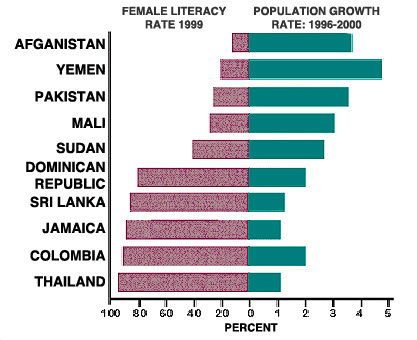 FEMALE LITERACY
RATE 1999
POPULATION GROWTH
RATE: 1996-2000
AFGANISTAN
YEMEN
PAKISTAN
MALI
SUDAN
DOMINICAN
REPUBLIC
SRI LANKA
JAMAICA
COLOMBIA
THAILAND
100 80 60 40 20 0 1 2 3 4 5
PERCENT